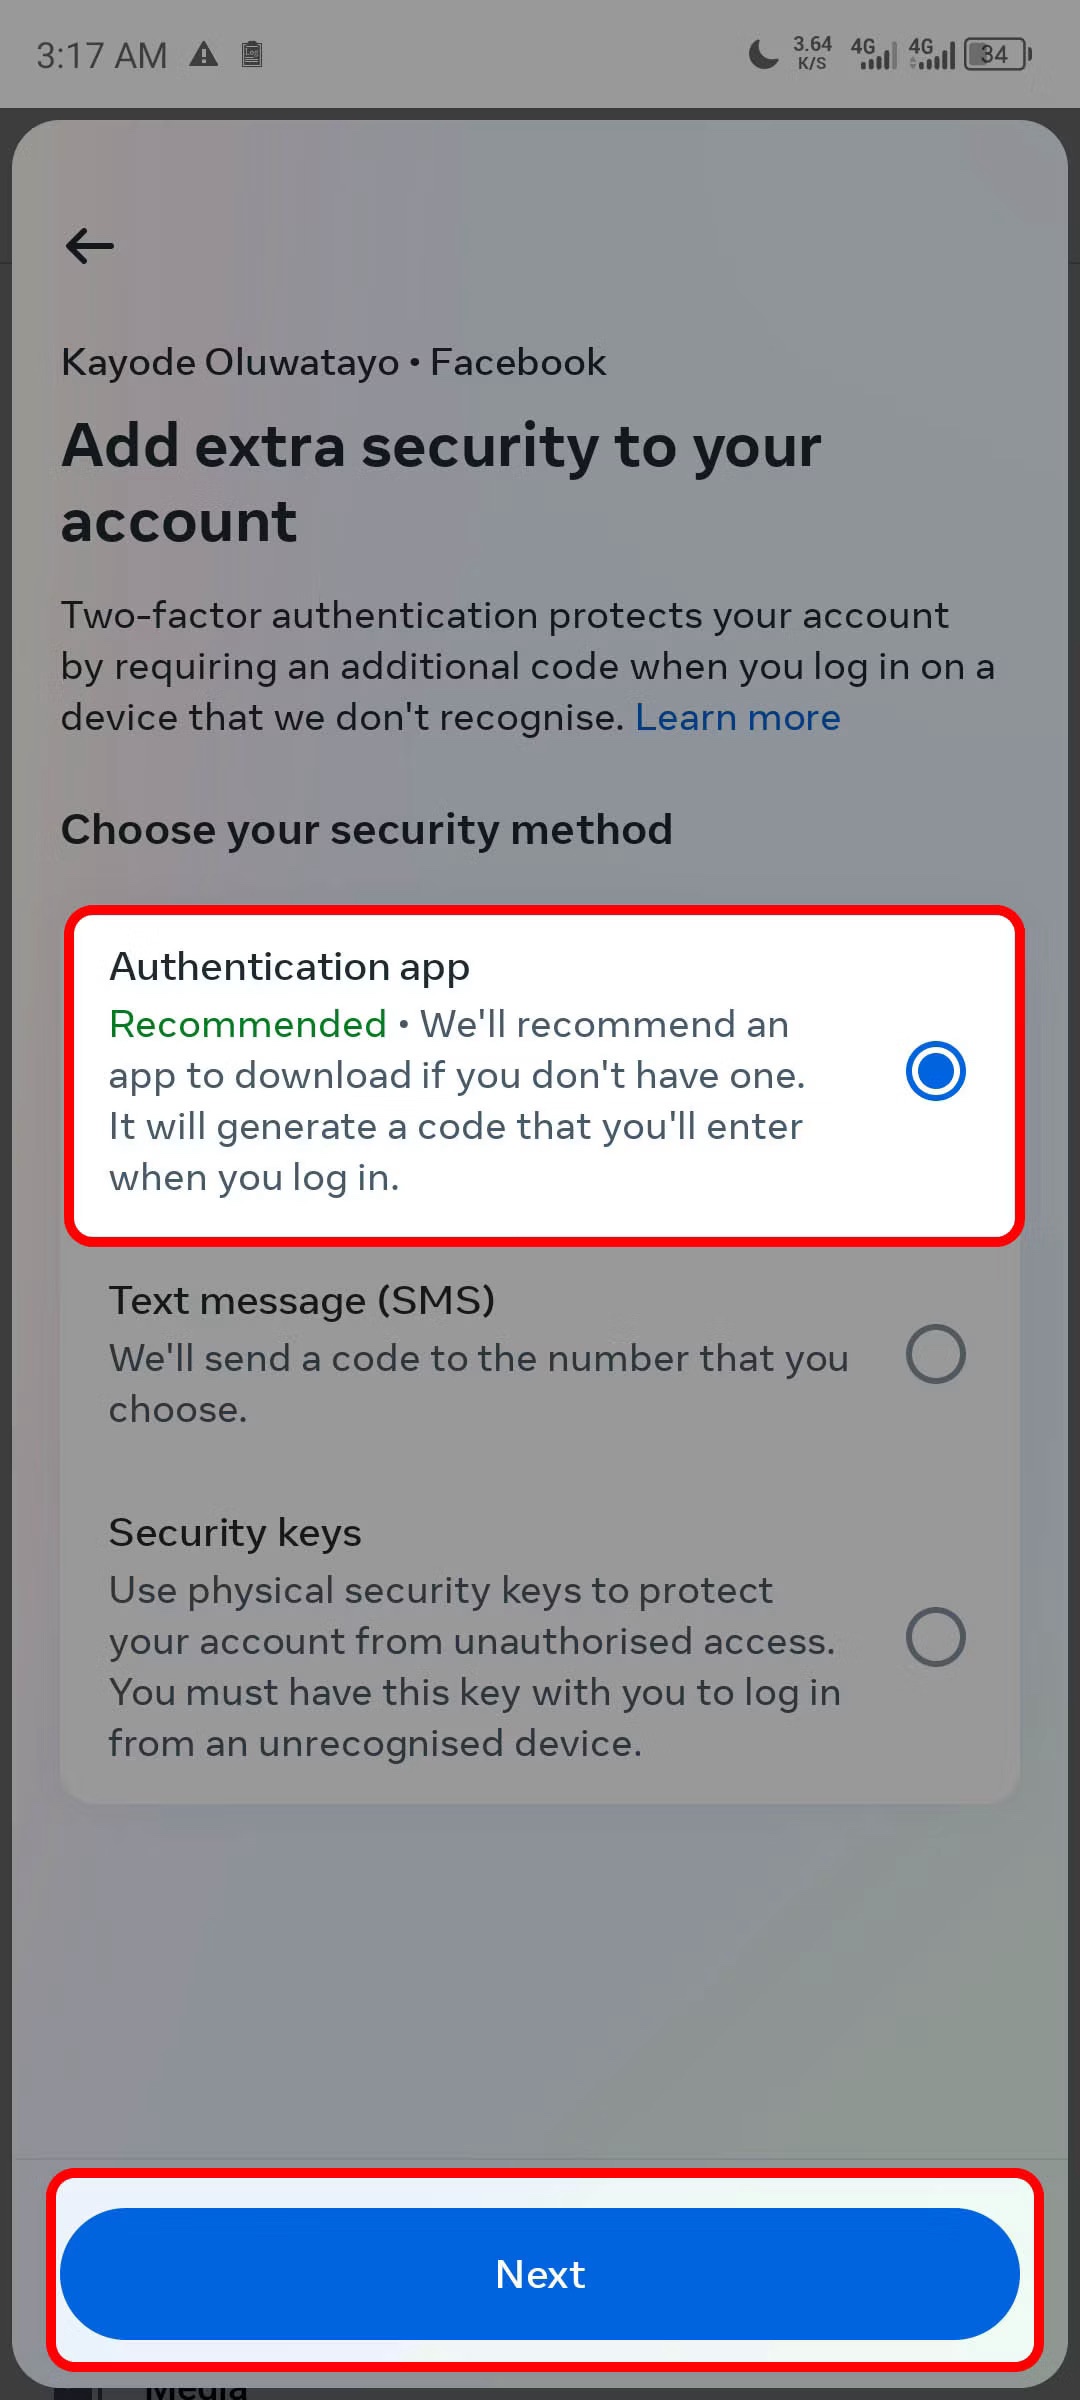 3:17 AM
3.64
K/S
4G
4G
34
Kayode Oluwatayo • Facebook
Add extra security to your
account
Two-factor authentication protects your account
by requiring an additional code when you log in on a
device that we don't recognise. Learn more
Choose your security method
Authentication app
Recommended • We'll recommend an
app to download if you don't have one.
It will generate a code that you'll enter
when you log in.
Text message (SMS)
We'll send a code to the number that you
choose.
Security keys
Use physical security keys to protect
your account from unauthorised access.
You must have this key with you to log in
from an unrecognised device.
Next
Media